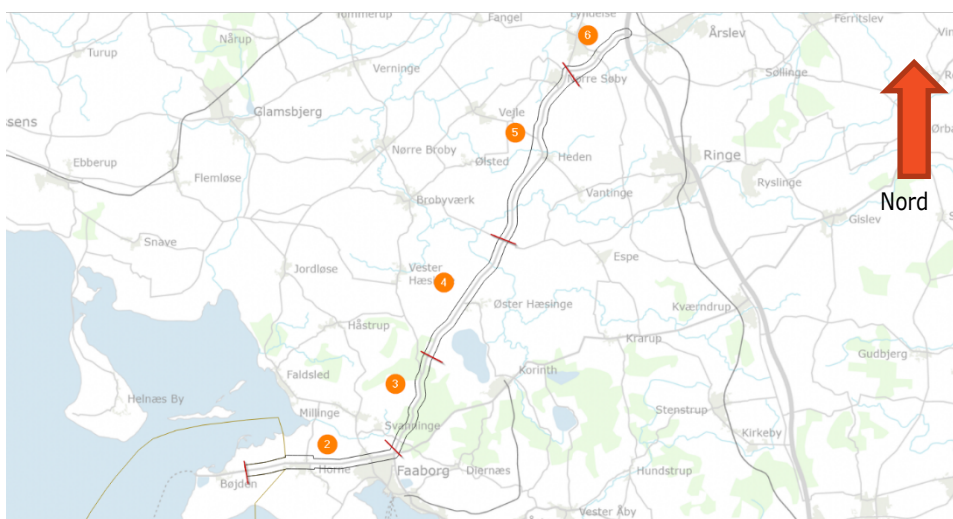 Tommerup
Fangel
Lyndelse
Ferritslev
Nårup
6
Årslev
Turup
Verninge
Nørre Søby
Søllinge
Glamsbjerg
Vejle
5
Nørre Broby
Ølsted
Heden
Ringe
Ebberup
Flemløse
Vantinge
Ryslinge
Brobyværk
Nord
Gislev
Snave
Espe
Jordløse
Vester
4
Øster Hæsinge
Kværndrup
Håstrup
Krarup
Gudbjerg
Faldsled
3
Korinth
Helnæs By
Millinge
Stenstrup
Svanninge
2
Kirkeby
Horne
Faaborg
Diernæs
Hundstrup
Bøjden
Vester Åby